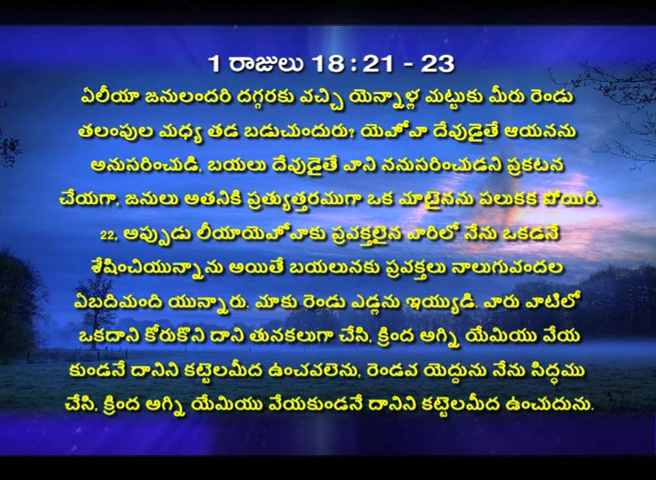 1 రాజులు 18 : 21 - 23
ఏలీయా జనులందరి దగ్గరకు వచ్చి యెన్నాళ్ల మట్టుకు మీరు రెండు
తలంపుల మధ్య తడ బడుచుందురు? యెహోవా దేవుడైతే ఆయనను
అనుసరించుడి, బయలు దేవుడైతే వాని ననుసరించుడని ప్రకటన
చేయగా, జనులు అతనికి ప్రత్యుత్తరముగా ఒక మాటైనను పలుకక పోయిరి.
22, అప్పుడు లీయాయెహోవాకు ప్రవక్తలైన వారిలో నేను ఒకడనే
శేషించియున్నాను అయితే బయలునకు ప్రవక్తలు నాలుగువందల
ఏబదిమంది యున్నారు. మాకు రెండు ఎడ్లను ఇయ్యుడి. వారు వాటిలో
ఒకదాని కోరుకొని దాని తునకలుగా చేసి, క్రింద అగ్ని యేమియు వేయ
కుండనే దానిని కట్టెలమీద ఉంచవలెను, రెండవ యెద్దును నేను సిద్ధము
చేసి, క్రింద అగ్ని యేమియు వేయకుండనే దానిని కట్టెలమీద ఉంచుదును.